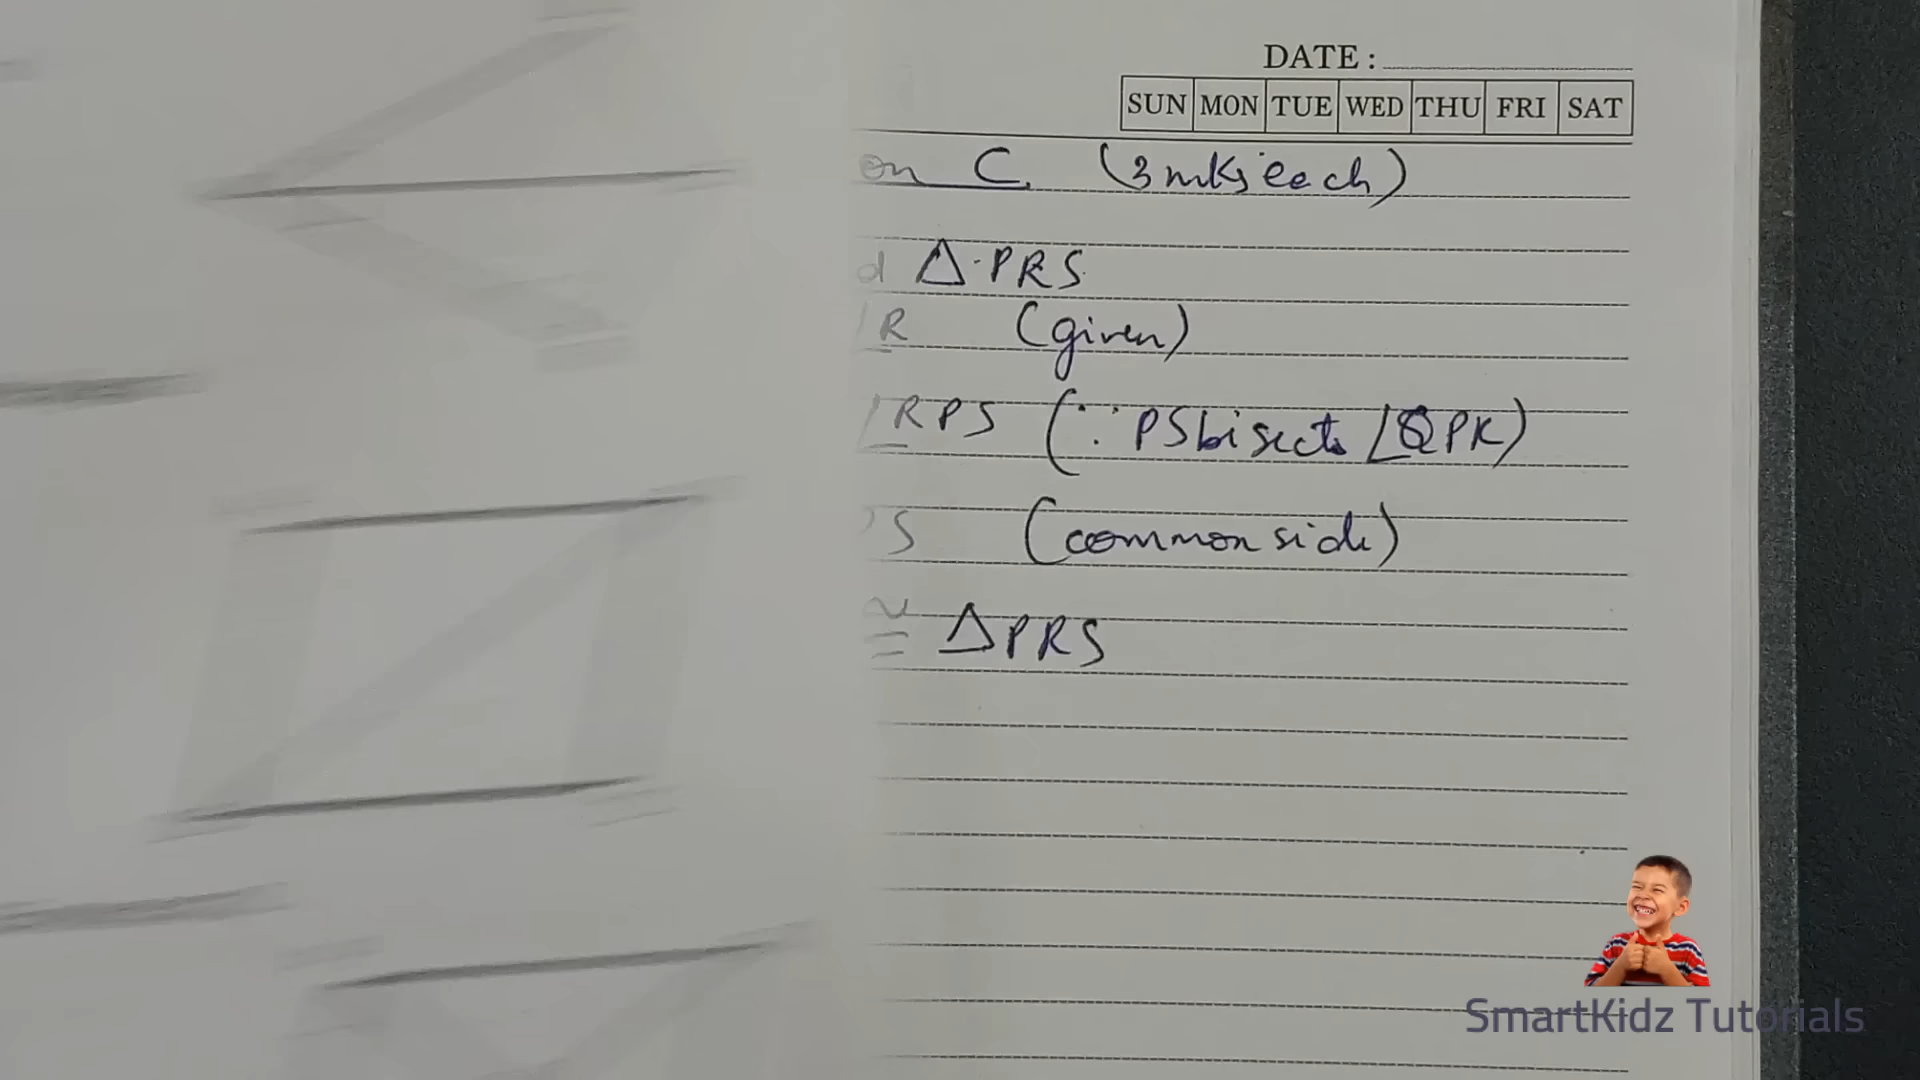 DATE :
SUN MON TUE WED THU FRI SAT
on C (3 mks each)
d Δ PRS
R (given)
∠RPS (∵ PS bisects ∠QPR)
PS (common side)
≅ ΔPRS
SmartKidz Tutorials